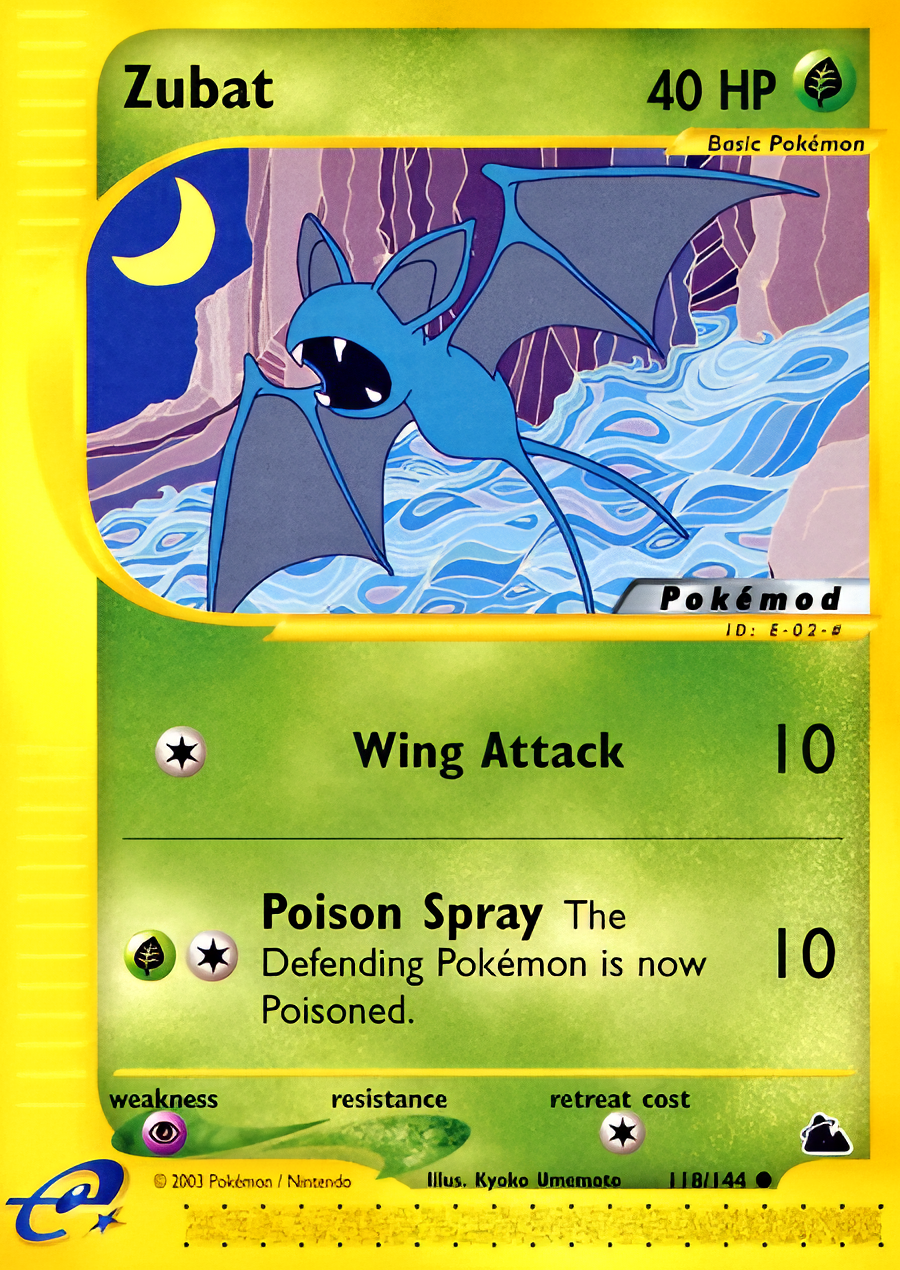 Zubat
40 HP
Basic Pokémon
Pokémod
ID: E-02-#
Wing Attack 10
Poison Spray The
Defending Pokémon is now
Poisoned.
10
weakness resistance retreat cost
© 2003 Pokémon / Nintendo Illus. Kyoko Umemoto 118/144
e